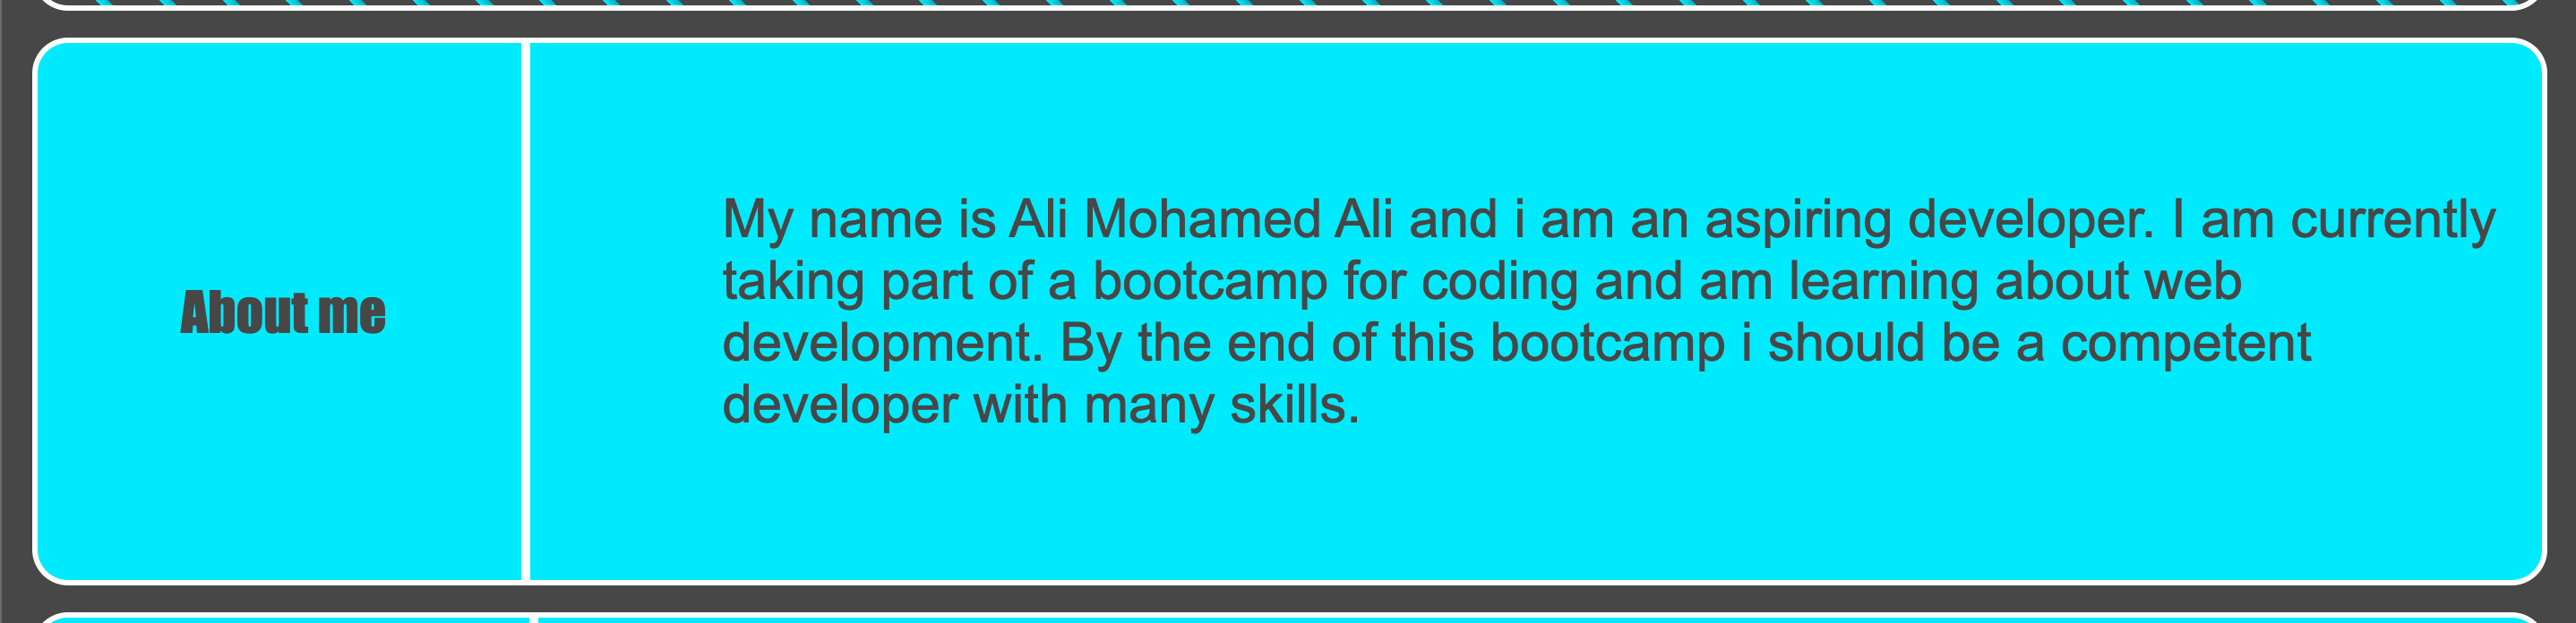 About me
My name is Ali Mohamed Ali and i am an aspiring developer. I am currently
taking part of a bootcamp for coding and am learning about web
development. By the end of this bootcamp i should be a competent
developer with many skills.